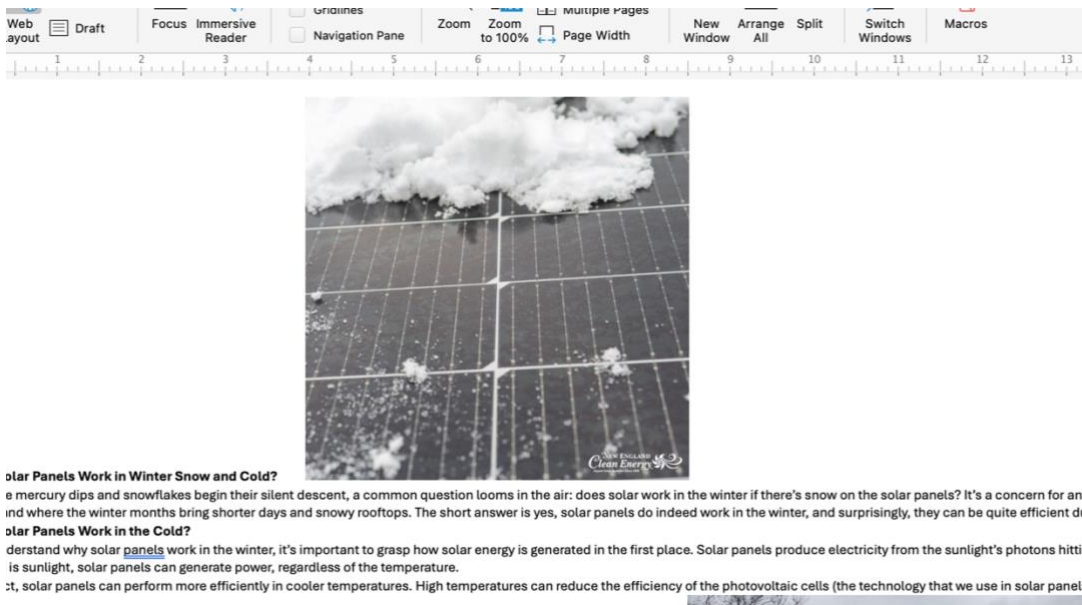 Web
Layout
Draft
Focus
Immersive
Reader
Gridlines
Navigation Pane
Zoom
Zoom
to 100%
Multiple Pages
Page Width
New
Window
Arrange
All
Split
Switch
Windows
Macros
1 2 3 4 5 6 7 8 9 10 11 12 13
NEW ENGLAND
Clean Energy
olar Panels Work in Winter Snow and Cold?
e mercury dips and snowflakes begin their silent descent, a common question looms in the air: does solar work in the winter if there's snow on the solar panels? It's a concern for an
nd where the winter months bring shorter days and snowy rooftops. The short answer is yes, solar panels do indeed work in the winter, and surprisingly, they can be quite efficient d
olar Panels Work in the Cold?
derstand why solar panels work in the winter, it's important to grasp how solar energy is generated in the first place. Solar panels produce electricity from the sunlight's photons hitti
is sunlight, solar panels can generate power, regardless of the temperature.
ct, solar panels can perform more efficiently in cooler temperatures. High temperatures can reduce the efficiency of the photovoltaic cells (the technology that we use in solar panel